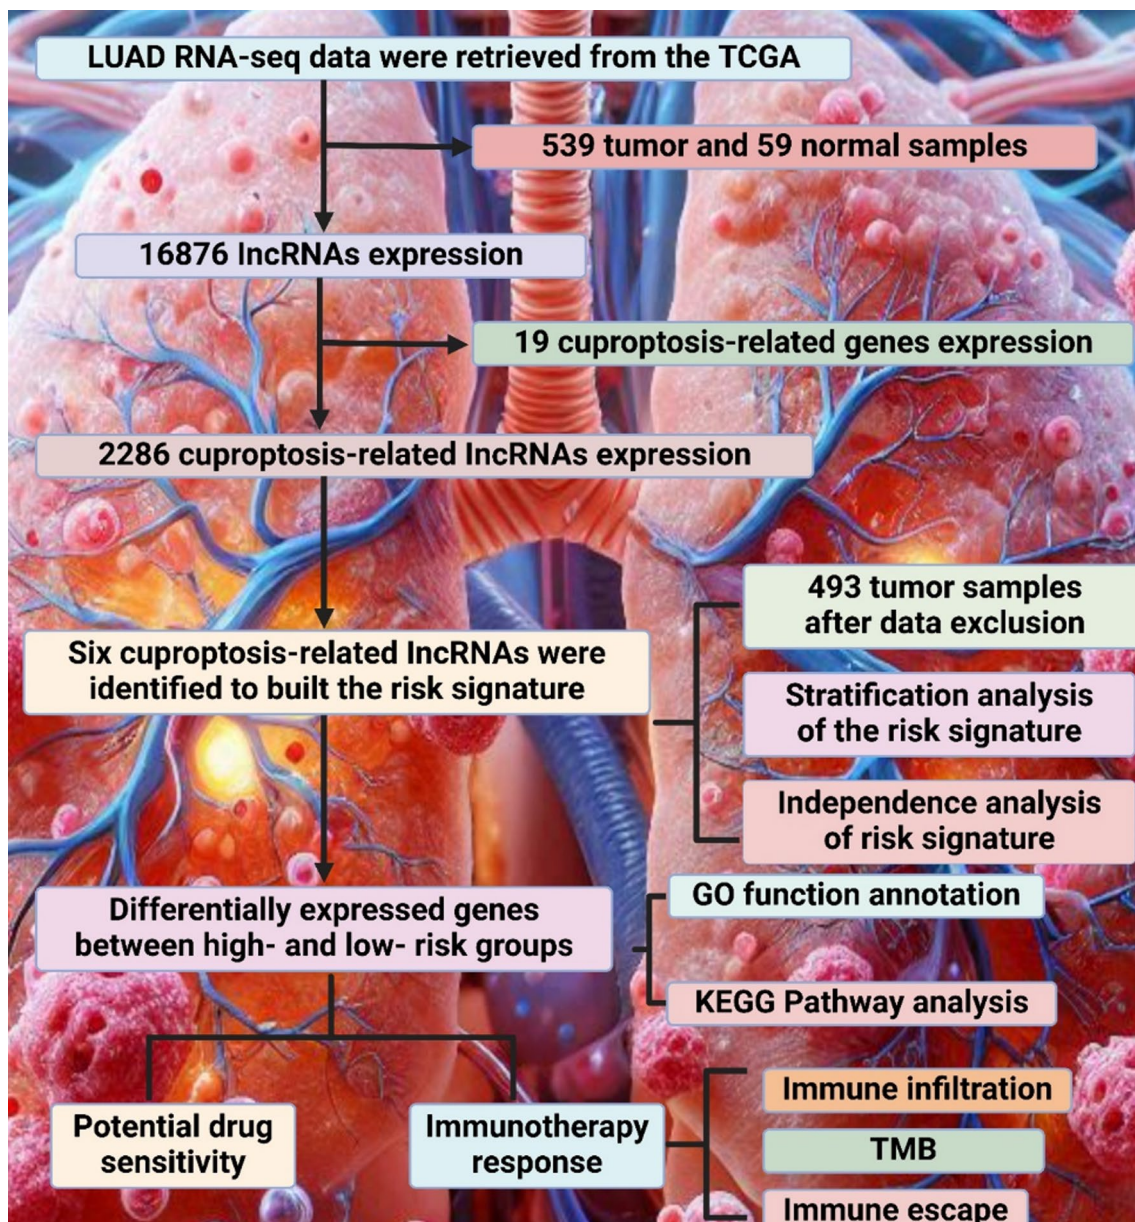 LUAD RNA-seq data were retrieved from the TCGA
539 tumor and 59 normal samples
16876 lncRNAs expression
19 cuproptosis-related genes expression
2286 cuproptosis-related lncRNAs expression
493 tumor samples
after data exclusion
Six cuproptosis-related lncRNAs were
identified to built the risk signature
Stratification analysis
of the risk signature
Independence analysis
of risk signature
Differentially expressed genes
between high- and low- risk groups
GO function annotation
KEGG Pathway analysis
Potential drug
sensitivity
Immunotherapy
response
Immune infiltration
TMB
Immune escape